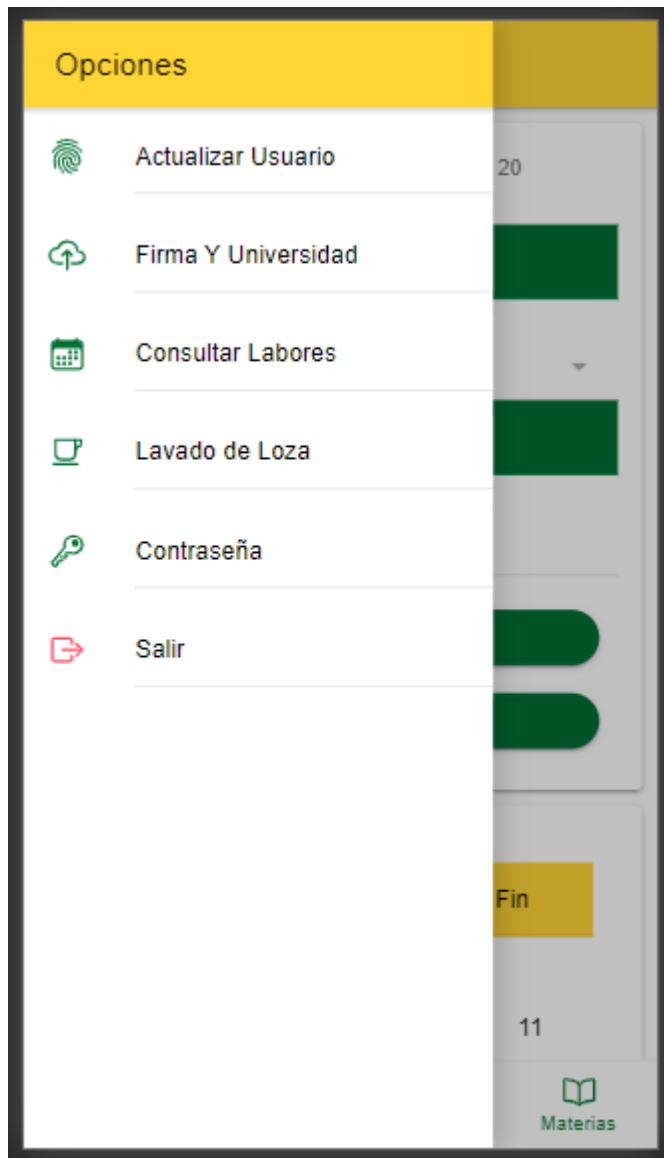 Opciones
Actualizar Usuario
20
Firma Y Universidad
Consultar Labores
Lavado de Loza
Contraseña
Salir
Fin
11
Materias